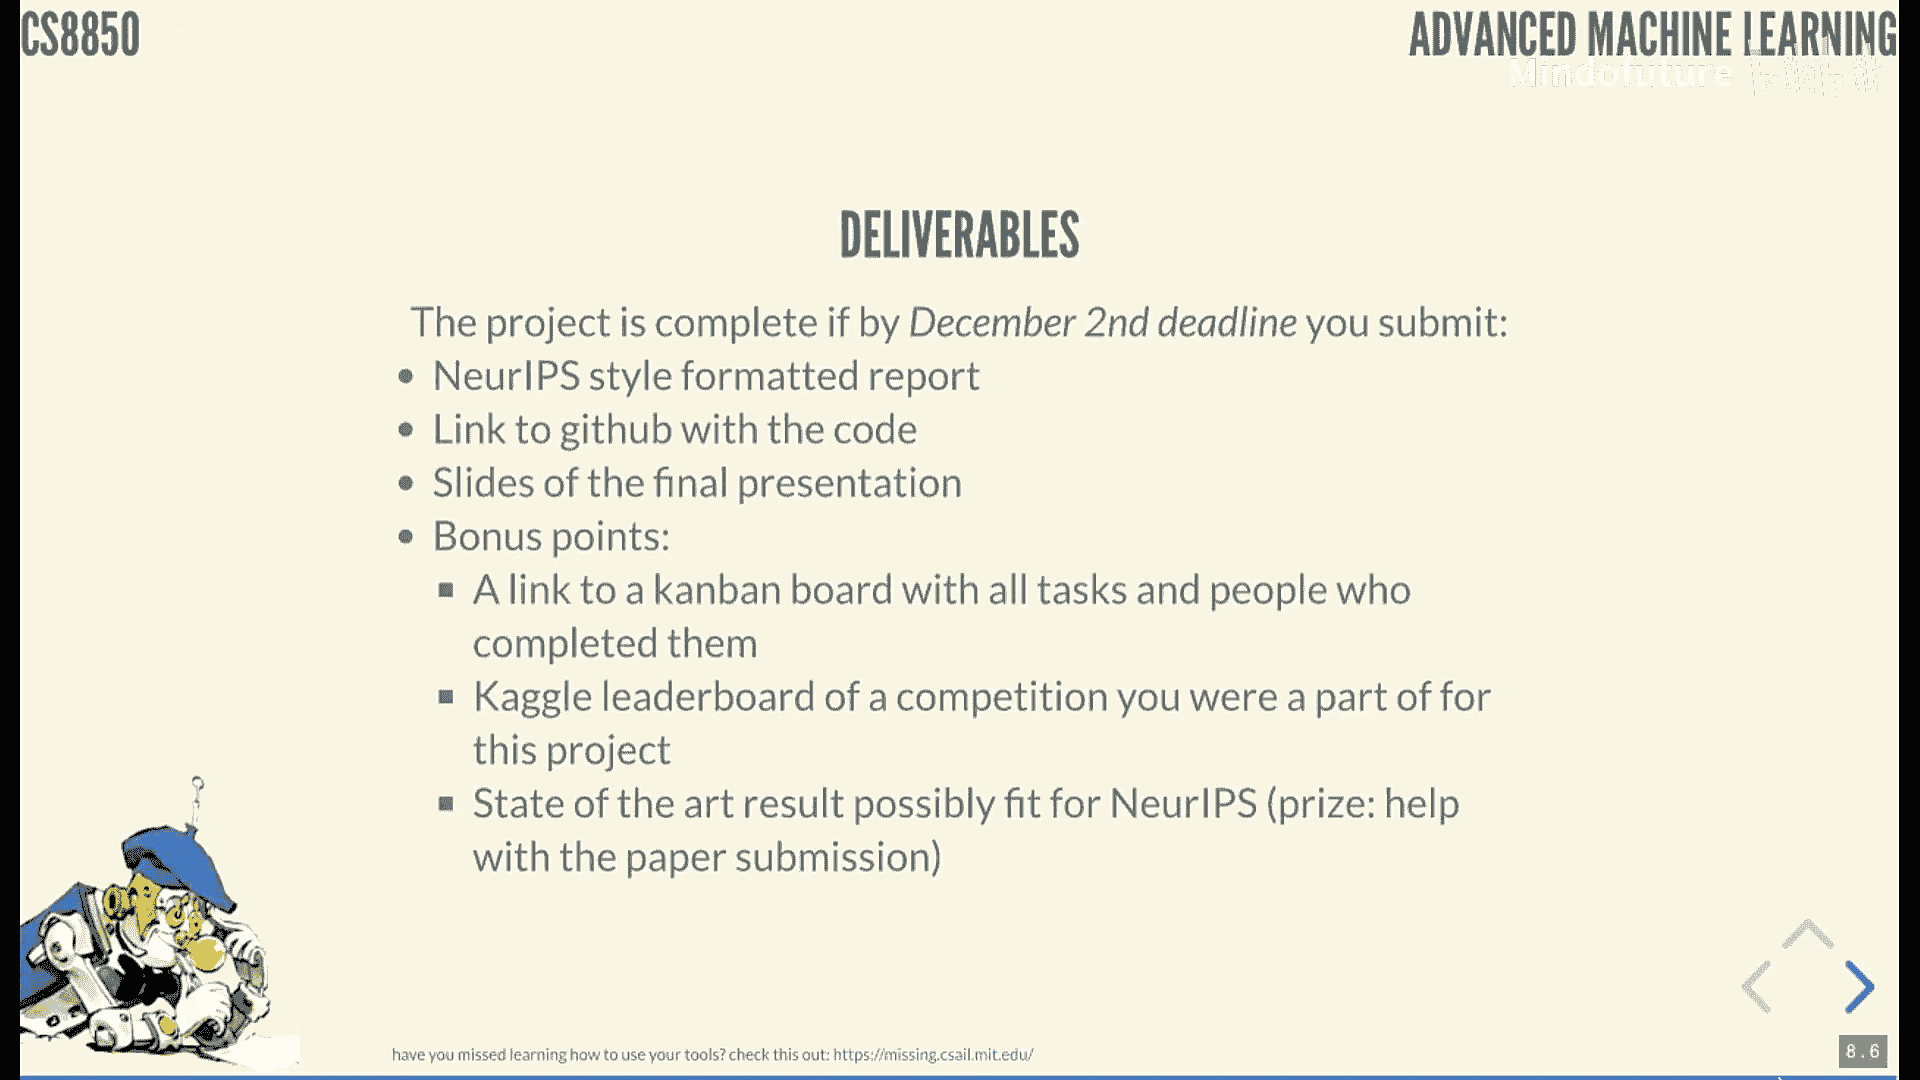 CS8850
ADVANCED MACHINE LEARNING
Mindofuture
DELIVERABLES
The project is complete if by December 2nd deadline you submit:
• NeurIPS style formatted report
• Link to github with the code
• Slides of the final presentation
• Bonus points:
▪ A link to a kanban board with all tasks and people who
completed them
▪ Kaggle leaderboard of a competition you were a part of for
this project
▪ State of the art result possibly fit for NeurIPS (prize: help
with the paper submission)
have you missed learning how to use your tools? check this out: https://missing.csail.mit.edu/
8.6